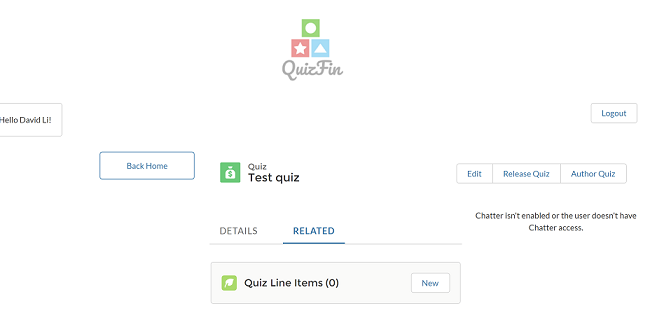 QuizFin
Hello David Li!
Logout
Back Home
Quiz
Test quiz
Edit
Release Quiz
Author Quiz
Chatter isn't enabled or the user doesn't have
Chatter access.
DETAILS
RELATED
Quiz Line Items (0)
New